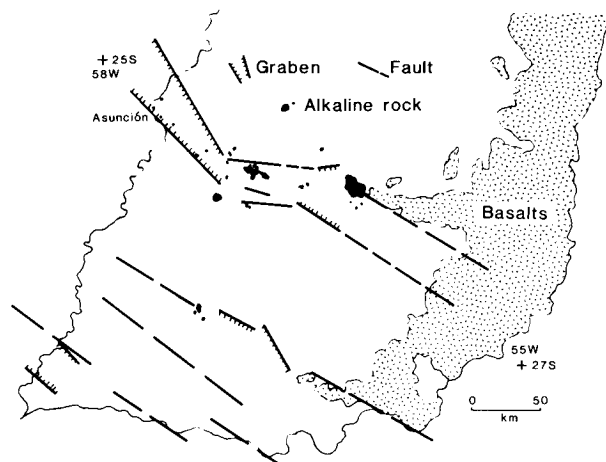 + 25S
58W
Graben
Fault
Asunción
Alkaline rock
Basalts
55W
+ 27S
0 50
km